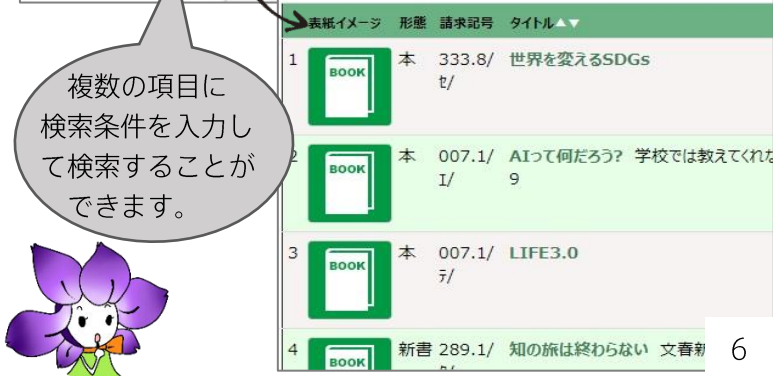 複数の項目に
検索条件を入力し
て検索することが
できます。
表紙イメージ 形態 請求記号 タイトル▲▼
1 BOOK 本 333.8/ 世界を変えるSDGs
ｾ/
2 BOOK 本 007.1/ AIって何だろう? 学校では教えてくれな
I/ 9
3 BOOK 本 007.1/ LIFE3.0
ﾃ/
4 BOOK 新書 289.1/ 知の旅は終わらない 文春新
6